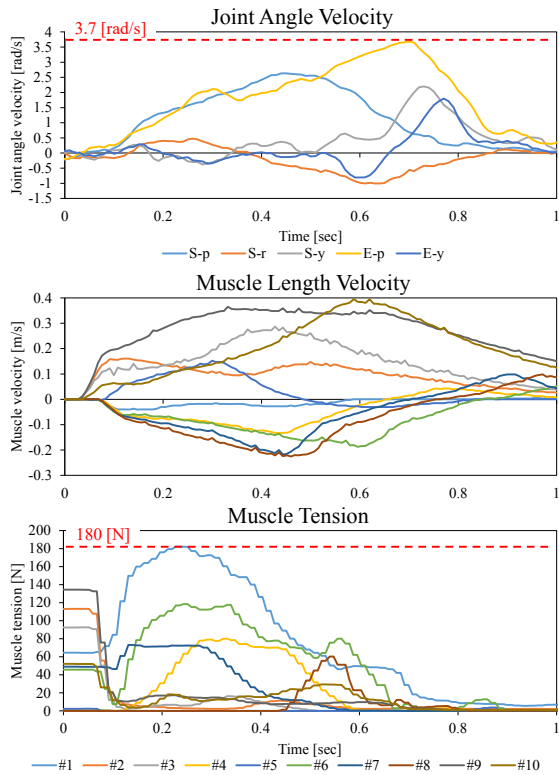 Joint Angle Velocity
3.7 [rad/s]
Joint angle velocity [rad/s]
4
3.5
3
2.5
2
1.5
1
0.5
0
-0.5
-1
-1.5
0 0.2 0.4 0.6 0.8 1
Time [sec]
S-p S-r S-y E-p E-y
Muscle Length Velocity
Muscle velocity [m/s]
0.4
0.3
0.2
0.1
0
-0.1
-0.2
-0.3
0 0.2 0.4 0.6 0.8 1
Time [sec]
Muscle Tension
180 [N]
Muscle tension [N]
200
180
160
140
120
100
80
60
40
20
0
0 0.2 0.4 0.6 0.8 1
Time [sec]
#1 #2 #3 #4 #5 #6 #7 #8 #9 #10